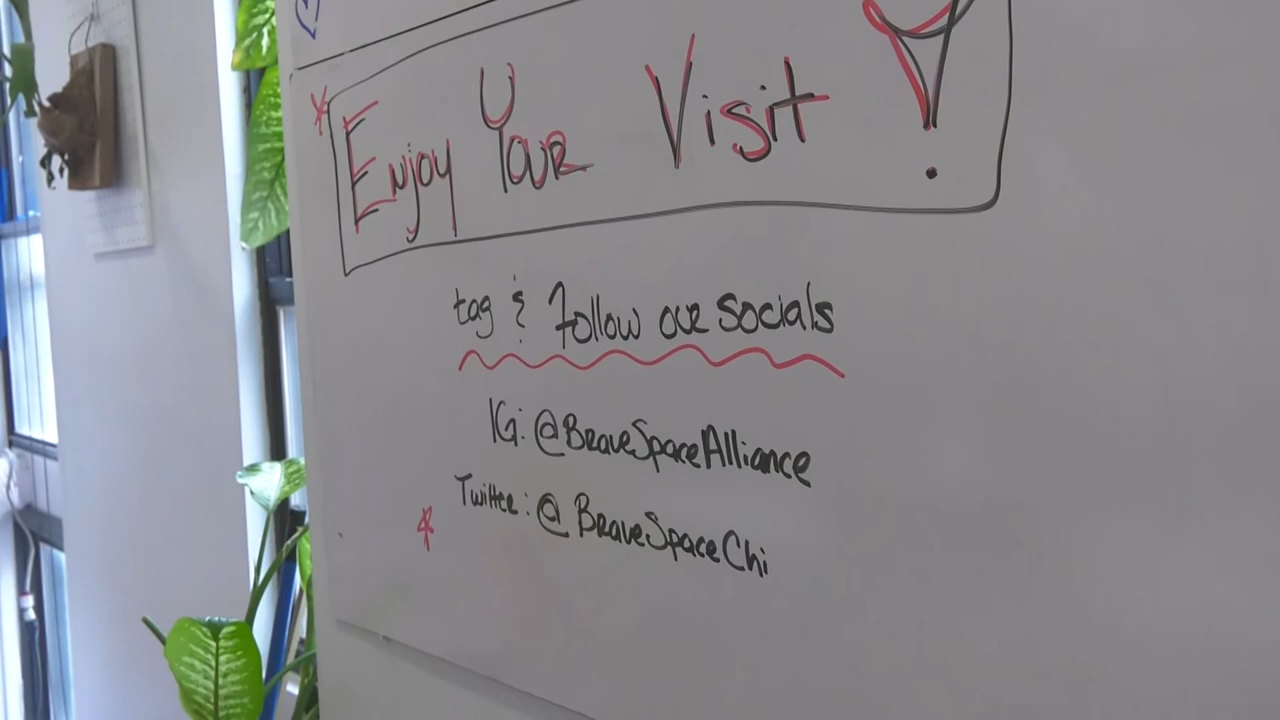 Enjoy Your Visit !
tag & Follow our socials
IG: @BraveSpaceAlliance
Twitter: @BraveSpaceChi